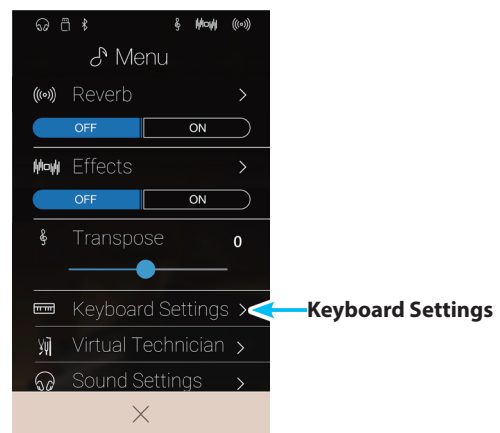 Menu
Reverb
OFF ON
Effects
OFF ON
Transpose 0
Keyboard Settings
Keyboard Settings
Virtual Technician
Sound Settings